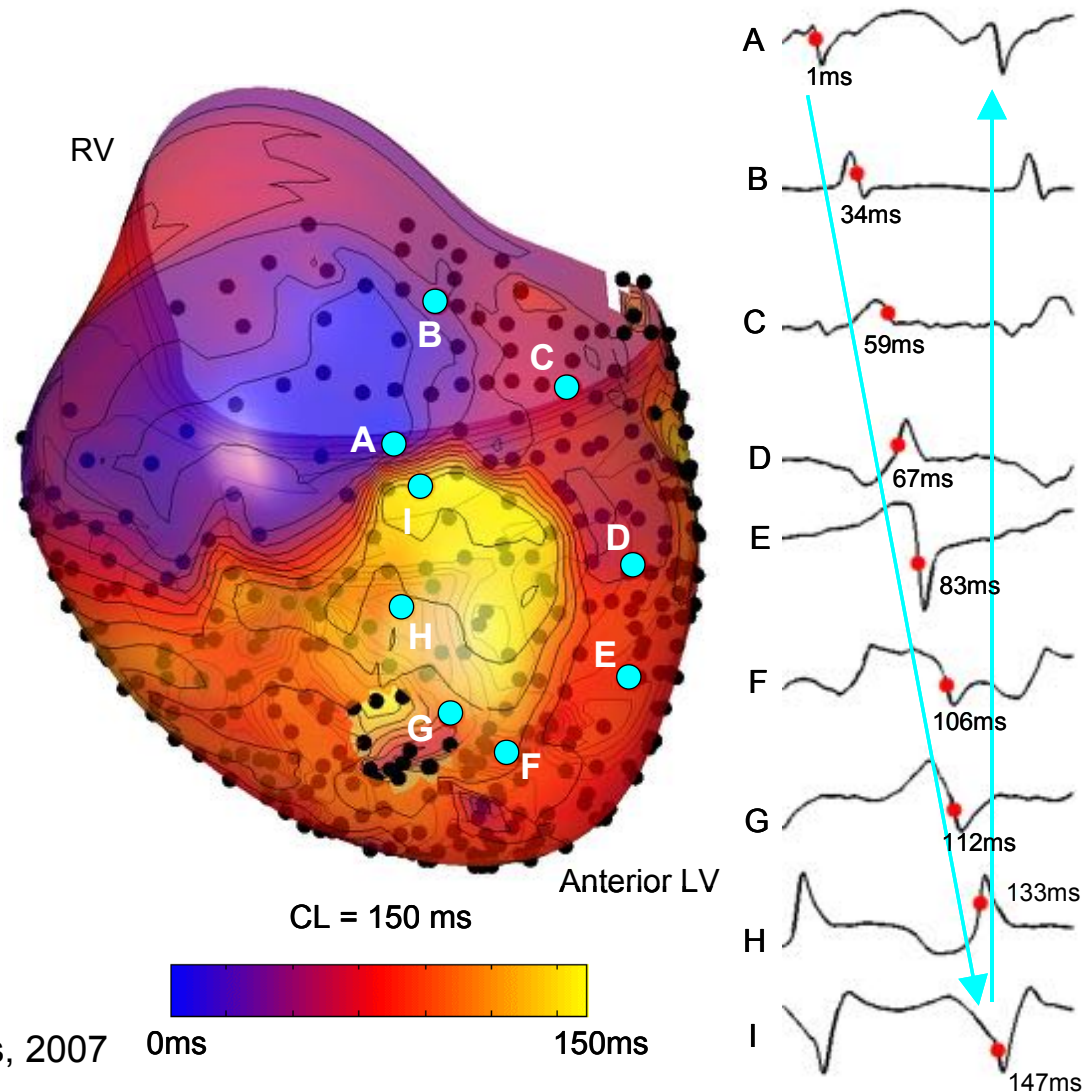 RV
B
C
A
I
D
H
E
G
F
Anterior LV
CL = 150 ms
0ms
150ms
s, 2007
A
1ms
B
34ms
C
59ms
D
67ms
E
83ms
F
106ms
G
112ms
H
133ms
I
147ms